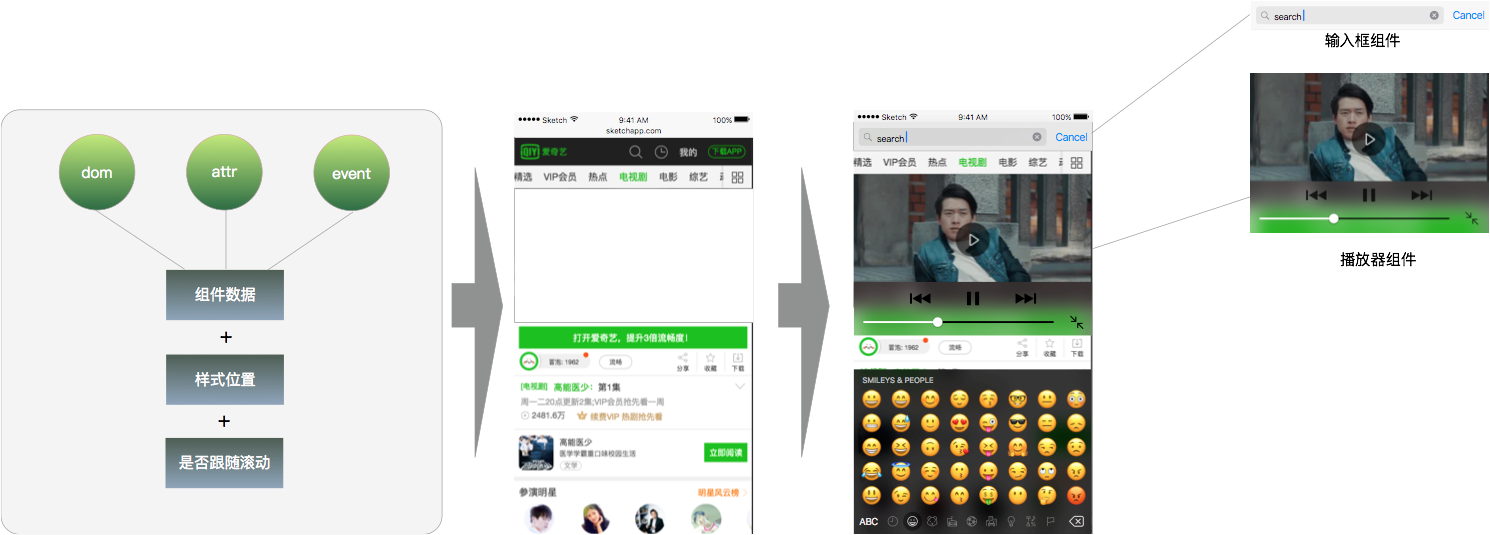 dom
attr
event
组件数据
+
样式位置
+
是否跟随滚动
Sketch
9:41 AM
100%
sketchapp.com
QIY 爱奇艺
我的
下载APP
精选 VIP会员 热点 电视剧 电影 综艺
打开爱奇艺，提升3倍流畅度！
冒泡: 1962
流畅
分享
收藏
下载
[电视剧] 高能医少：第1集
周一二20点更新2集;VIP会员抢先看一周
2481.6万
续费VIP 热剧抢先看
高能医少
医学学霸重口味校园生活
文学
立即阅读
参演明星
明星风云榜
Sketch
9:41 AM
100%
search
Cancel
精选 VIP会员 热点 电视剧 电影 综艺
冒泡: 1962
流畅
分享
收藏
下载
SMILEYS & PEOPLE
ABC
search
Cancel
输入框组件
播放器组件